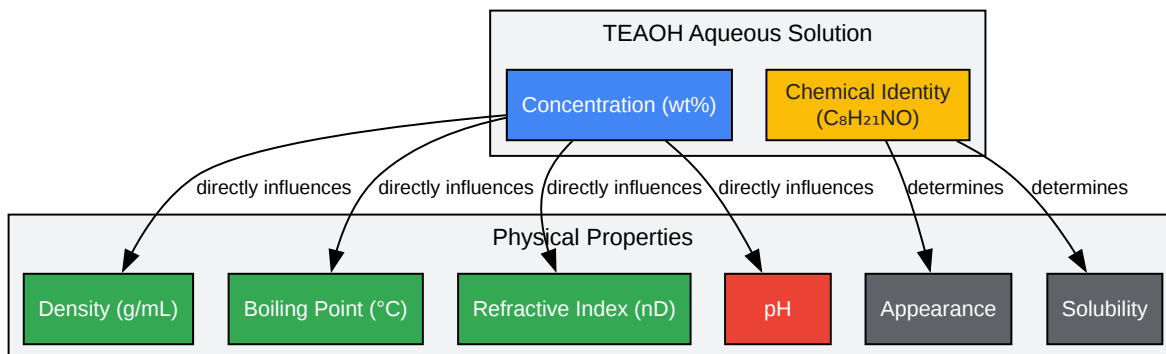 TEAOH Aqueous Solution
Concentration (wt%)
Chemical Identity
(C₈H₂₁NO)
directly influences
directly influences
directly influences
directly influences
determines
determines
Physical Properties
Density (g/mL)
Boiling Point (°C)
Refractive Index (nD)
pH
Appearance
Solubility